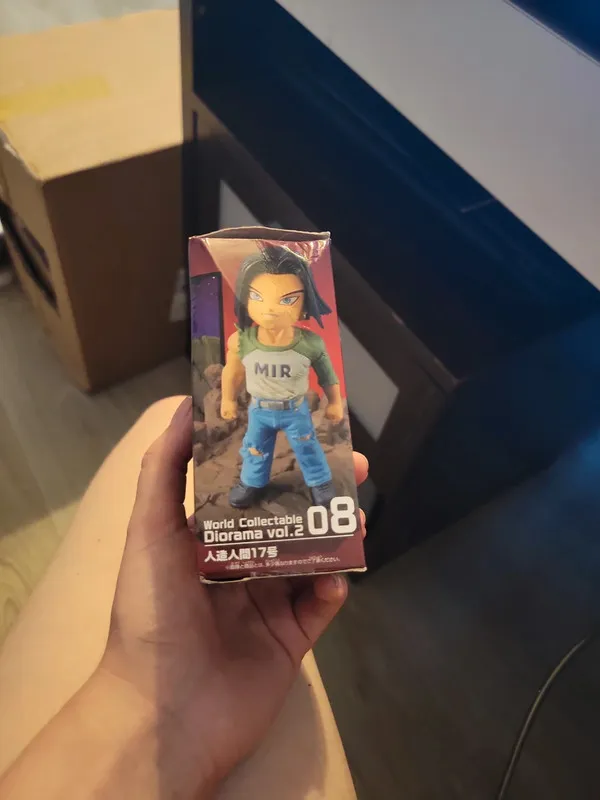 MIR
World Collectable
Diorama vol.2
08
人造人間17号